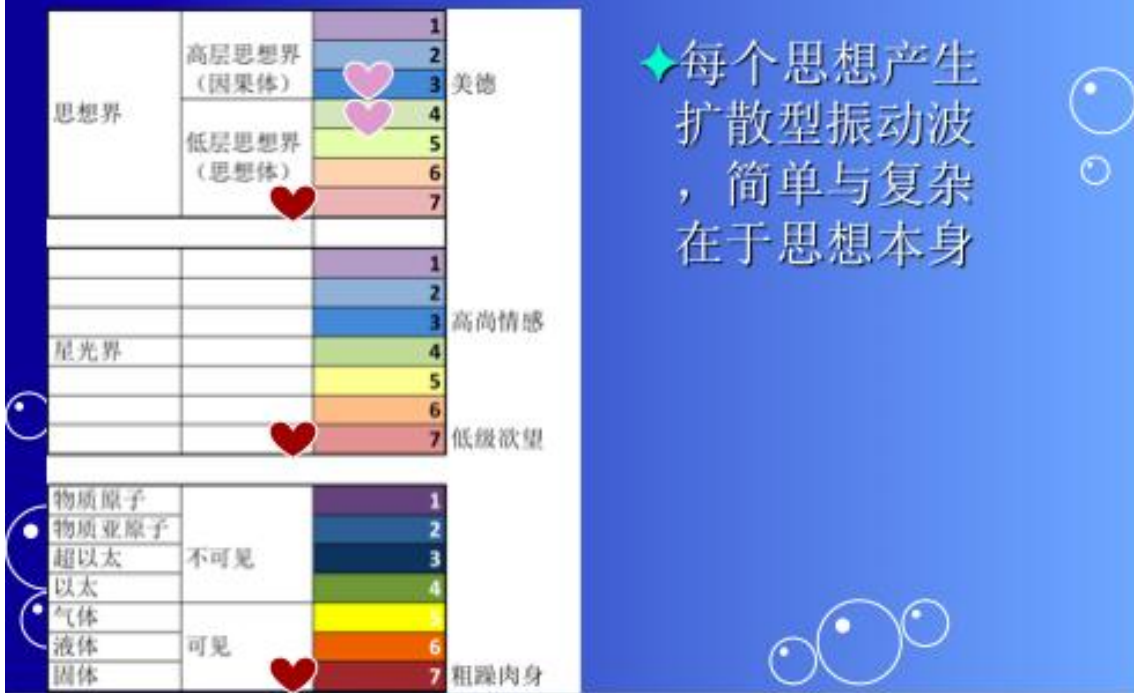 1
高层思想界 2
（因果体） 3 美德
思想界 4
低层思想界 5
（思想体） 6
7
1
2
3 高尚情感
星光界 4
5
6
7 低级欲望
物质原子 1
物质亚原子 2
超以太 不可见 3
以太 4
气体 5
液体 可见 6
固体 7 粗躁肉身
每个思想产生
扩散型振动波
，简单与复杂
在于思想本身